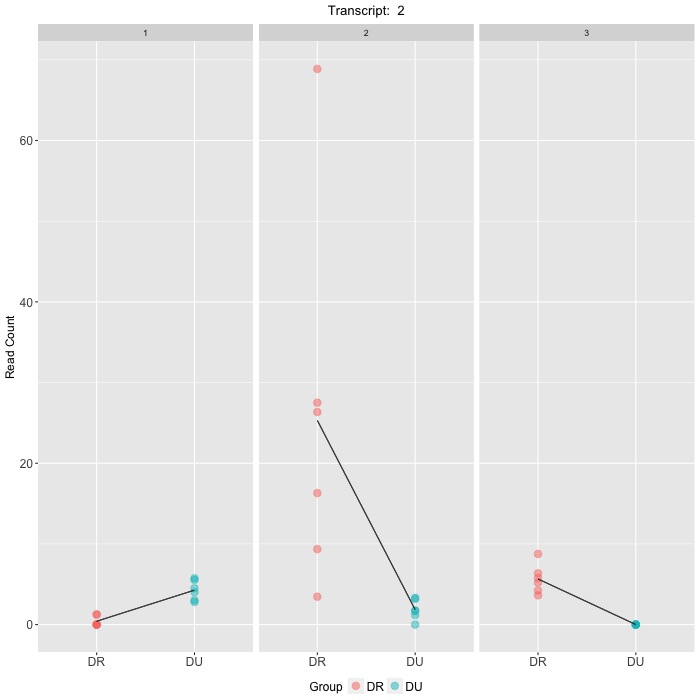 Transcript: 2
1 2 3
60
40
20
0
Read Count
DR DU DR DU DR DU
Group DR DU